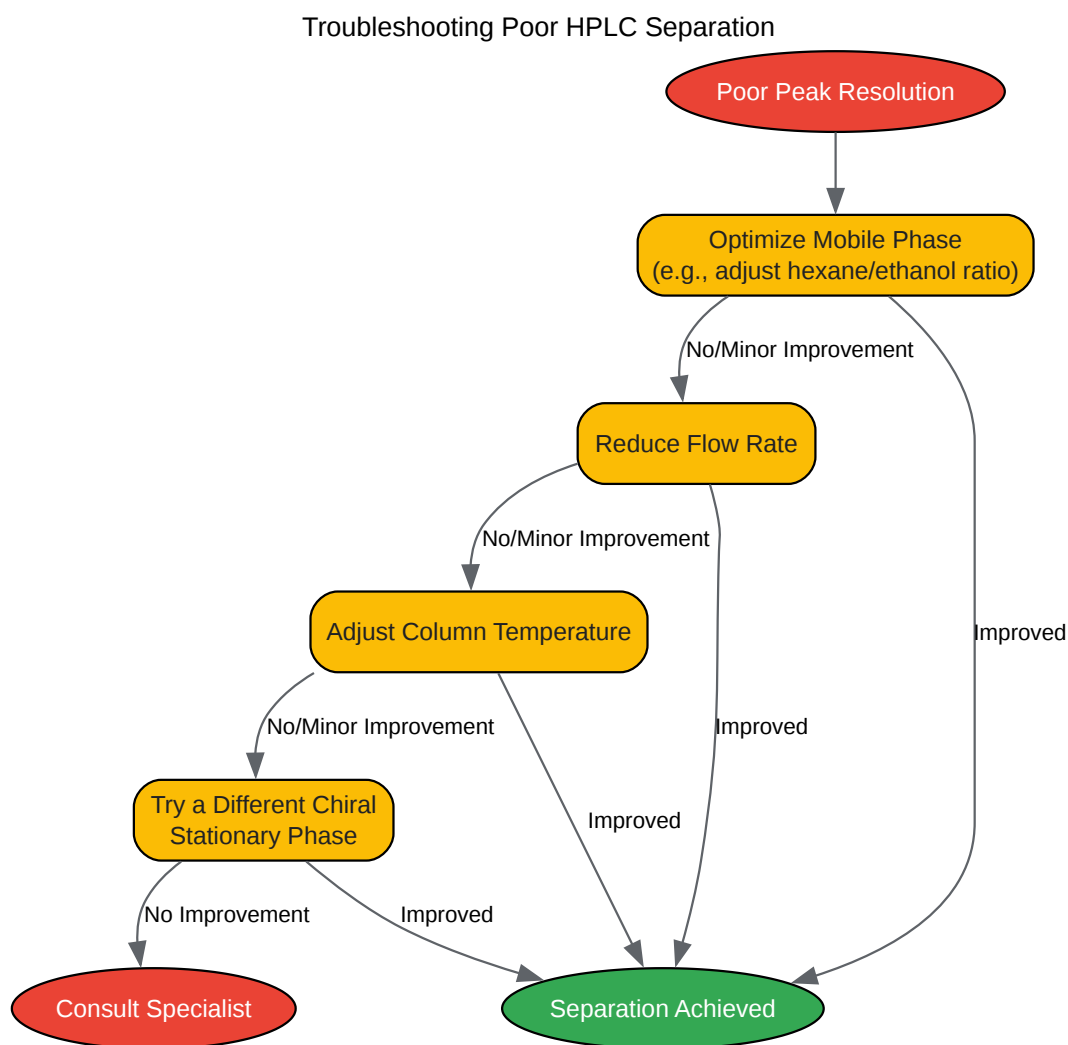 Troubleshooting Poor HPLC Separation
Poor Peak Resolution
Optimize Mobile Phase
(e.g., adjust hexane/ethanol ratio)
No/Minor Improvement
Reduce Flow Rate
No/Minor Improvement
Adjust Column Temperature
Improved
No/Minor Improvement
Improved
Try a Different Chiral
Stationary Phase
Improved
No Improvement
Improved
Consult Specialist
Separation Achieved